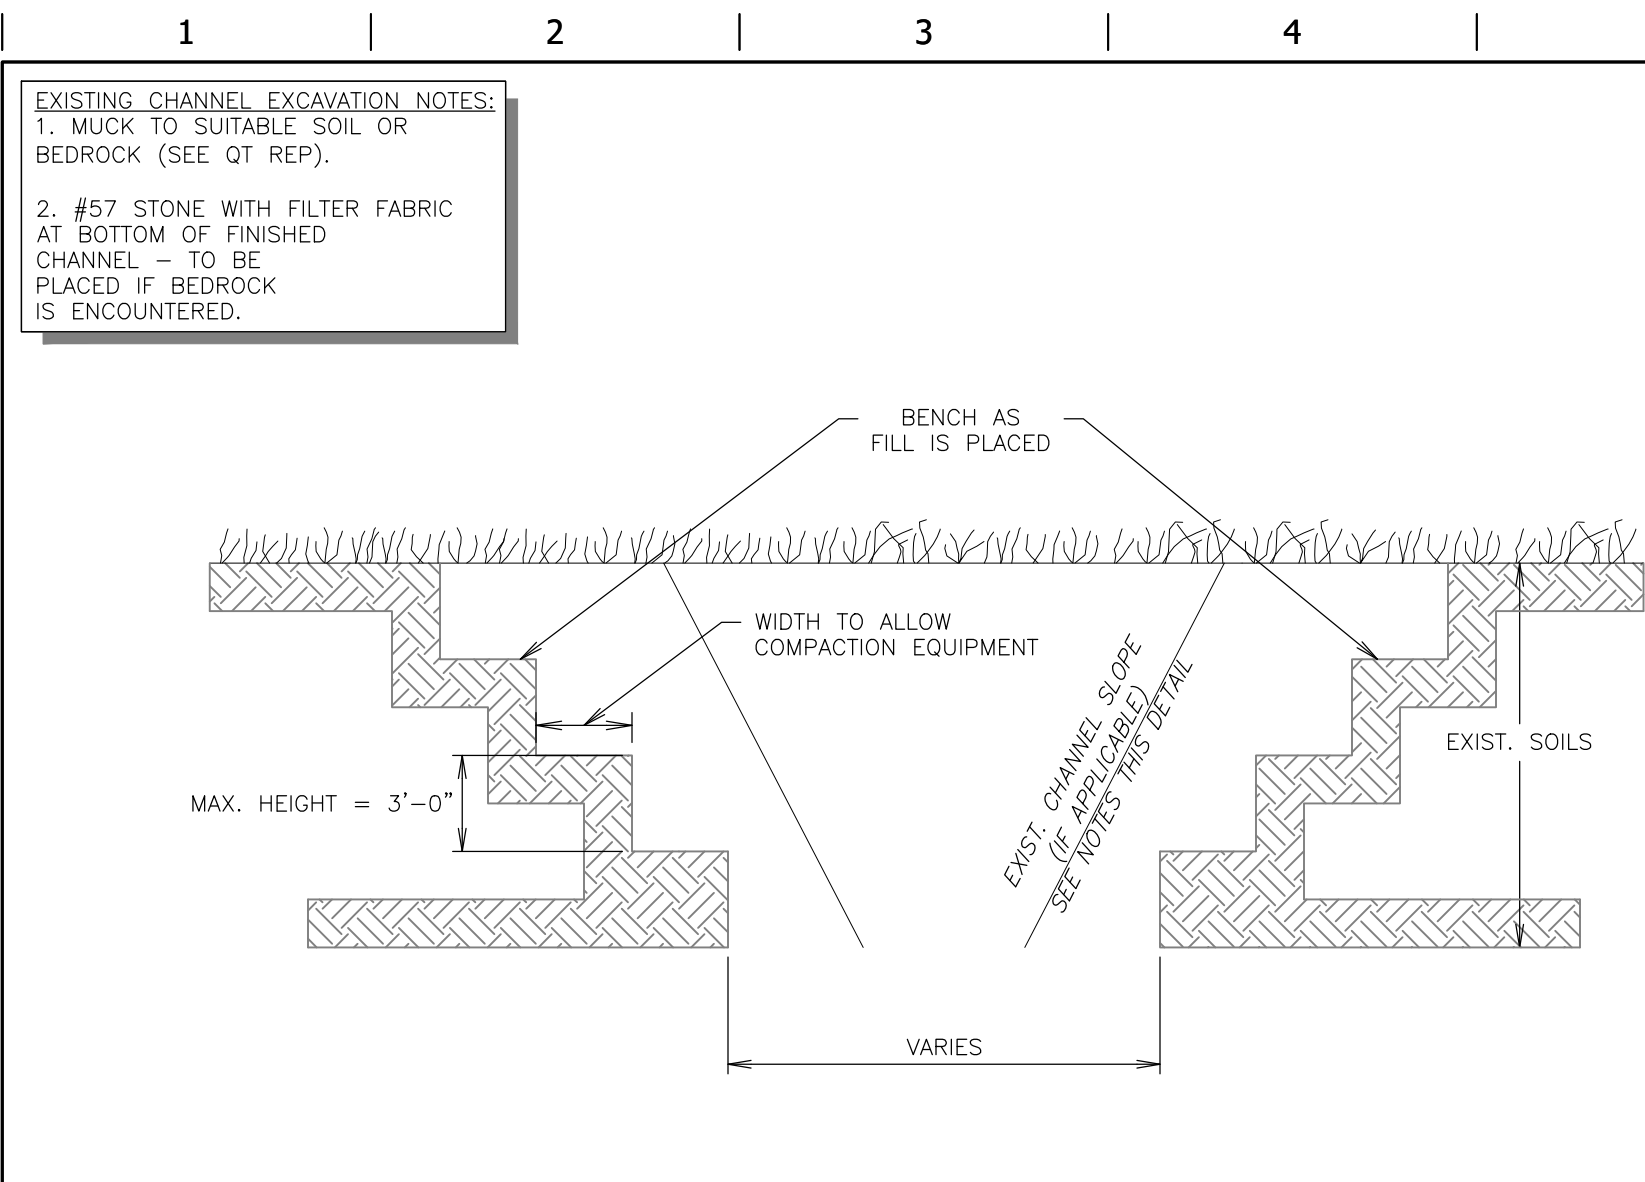 1 2 3 4
EXISTING CHANNEL EXCAVATION NOTES:
1. MUCK TO SUITABLE SOIL OR
BEDROCK (SEE QT REP).
2. #57 STONE WITH FILTER FABRIC
AT BOTTOM OF FINISHED
CHANNEL – TO BE
PLACED IF BEDROCK
IS ENCOUNTERED.
BENCH AS
FILL IS PLACED
WIDTH TO ALLOW
COMPACTION EQUIPMENT
EXIST. CHANNEL SLOPE
(IF APPLICABLE)
SEE NOTES THIS DETAIL
EXIST. SOILS
MAX. HEIGHT = 3'–0"
VARIES